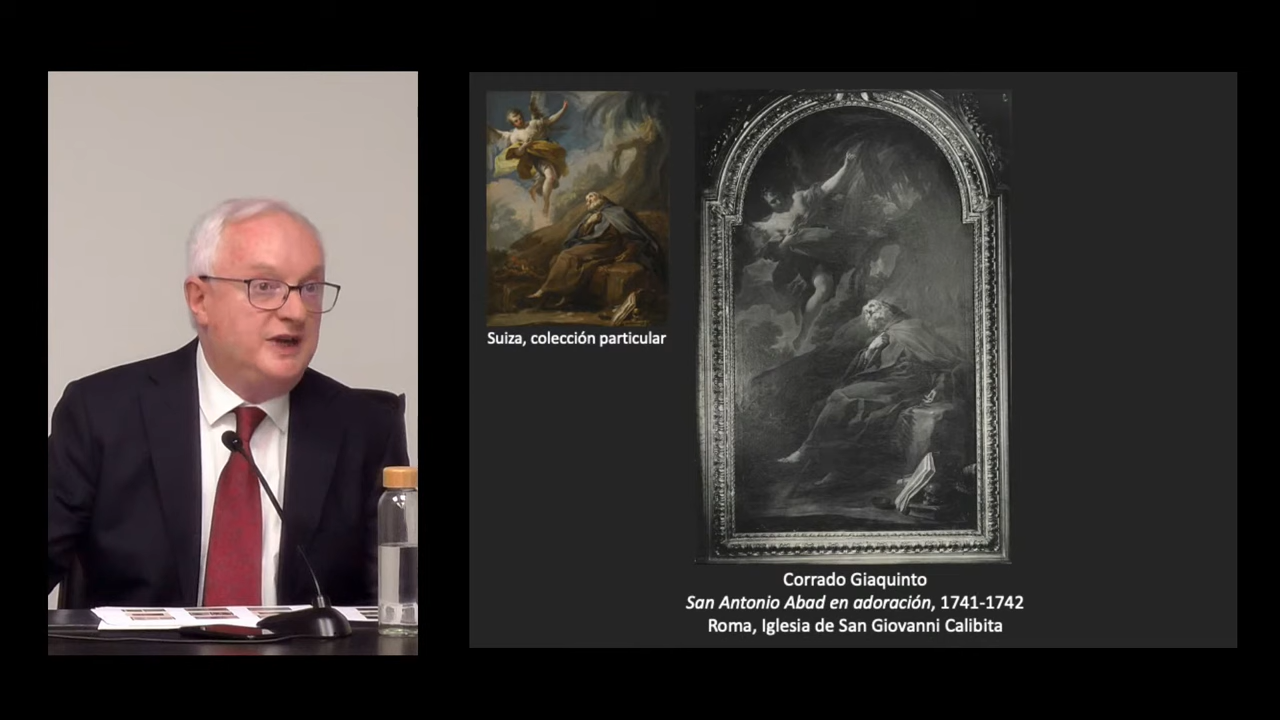 Suiza, colección particular
Corrado Giaquinto
San Antonio Abad en adoración, 1741-1742
Roma, Iglesia de San Giovanni Calibita